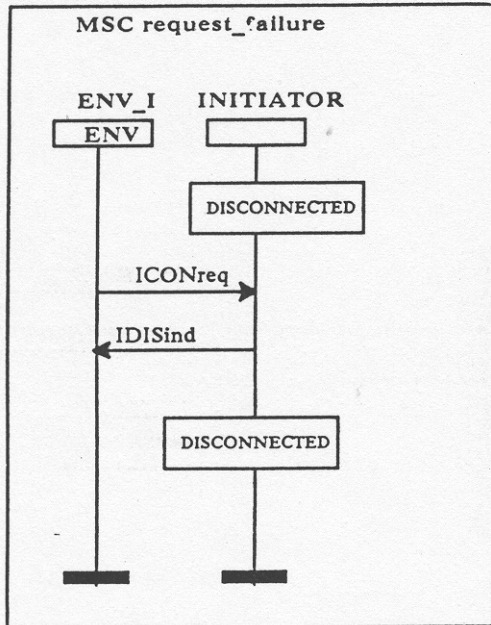 MSC request_failure
ENV_I INITIATOR
ENV
DISCONNECTED
ICONreq
IDISind
DISCONNECTED